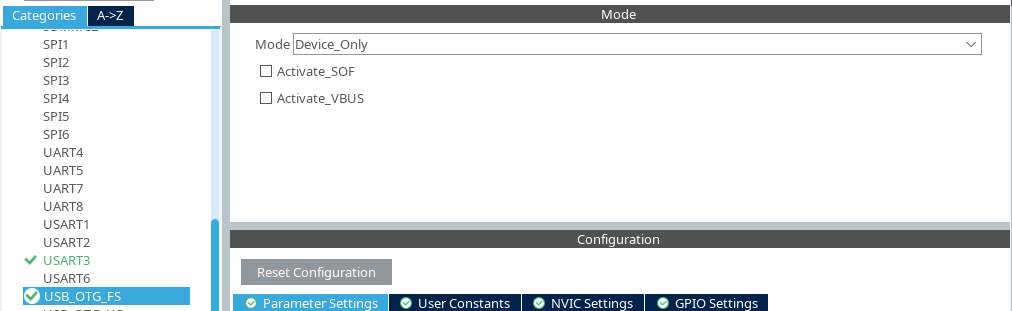 Categories A->Z
SPI1
SPI2
SPI3
SPI4
SPI5
SPI6
UART4
UART5
UART7
UART8
USART1
USART2
USART3
USART6
USB_OTG_FS
Mode
Mode Device_Only
Activate_SOF
Activate_VBUS
Configuration
Reset Configuration
Parameter Settings User Constants NVIC Settings GPIO Settings